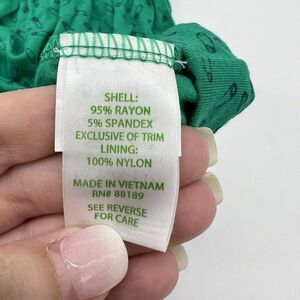 SHELL:
95% RAYON
5% SPANDEX
EXCLUSIVE OF TRIM
LINING:
100% NYLON
MADE IN VIETNAM
RN# 88189
SEE REVERSE
FOR CARE